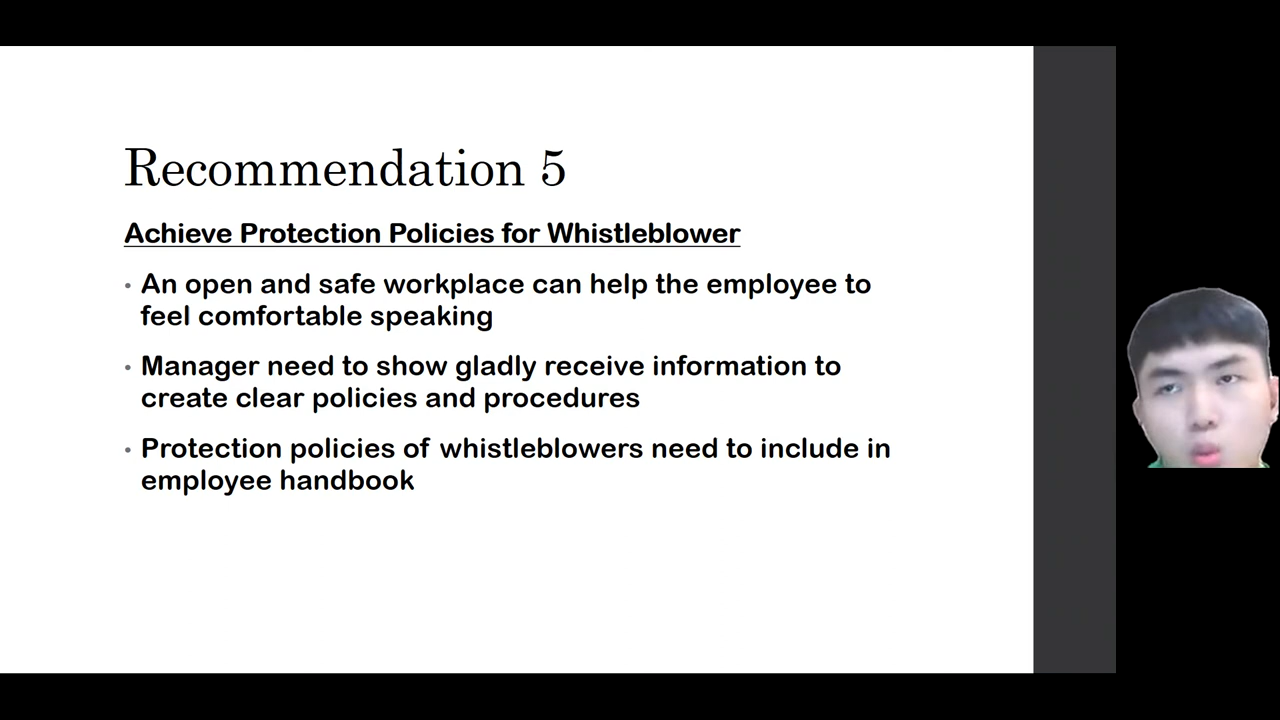 Recommendation 5
Achieve Protection Policies for Whistleblower
• An open and safe workplace can help the employee to
feel comfortable speaking
• Manager need to show gladly receive information to
create clear policies and procedures
• Protection policies of whistleblowers need to include in
employee handbook